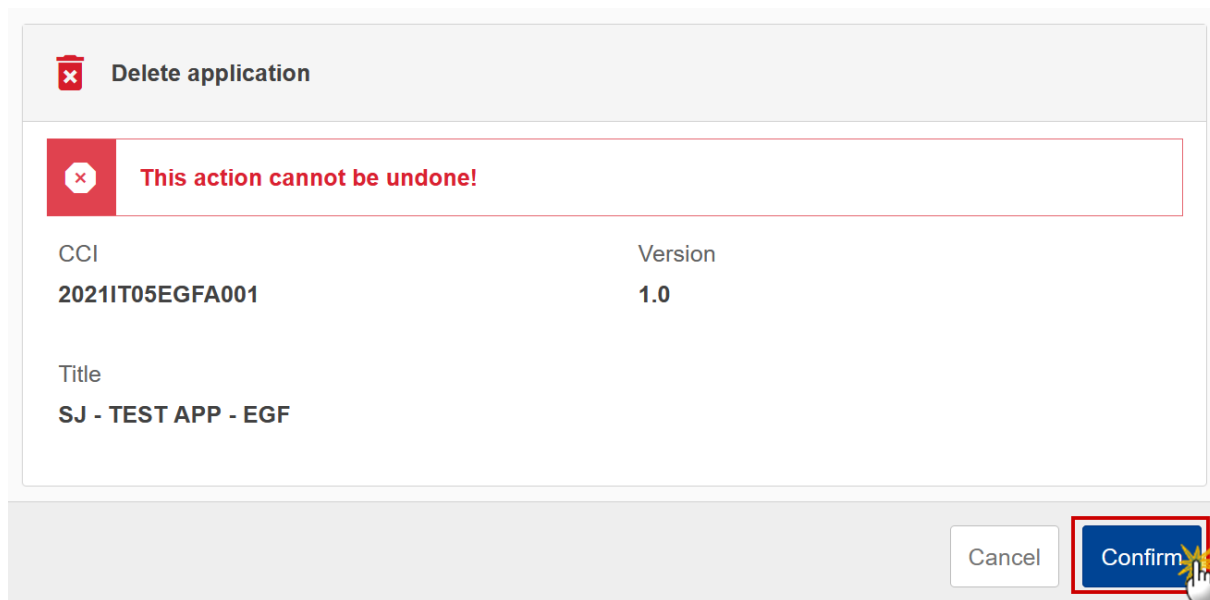 Delete application
This action cannot be undone!
CCI
2021IT05EGFA001
Version
1.0
Title
SJ - TEST APP - EGF
Cancel
Confirm